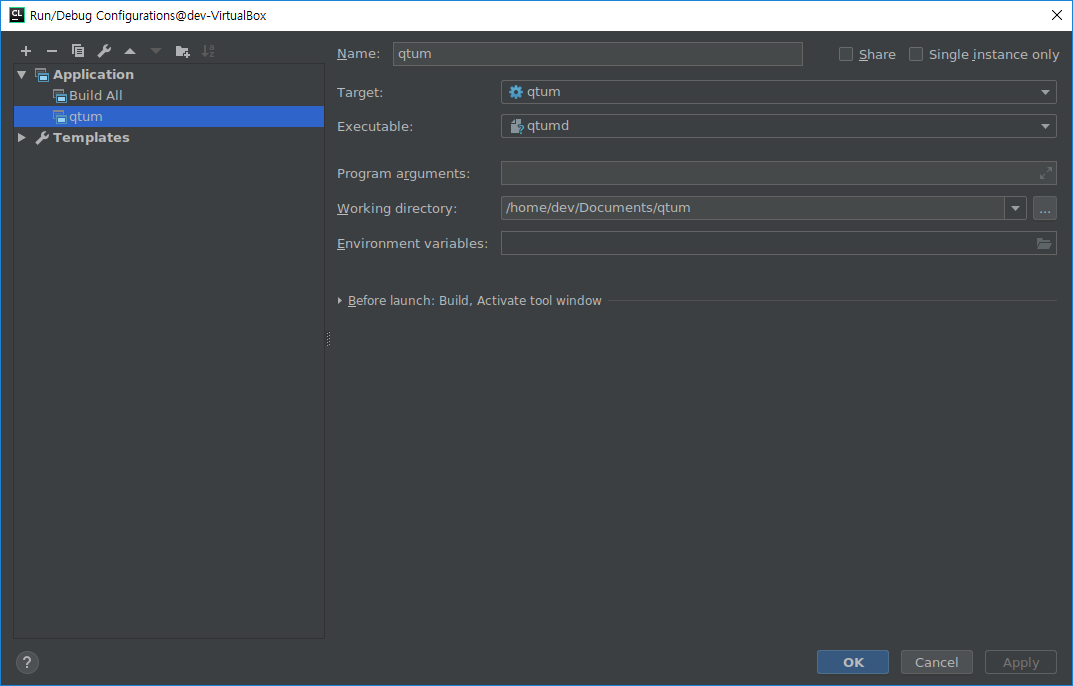 CL Run/Debug Configurations@dev-VirtualBox
Application
Build All
qtum
Templates
Name: qtum Share Single instance only
Target: qtum
Executable: qtumd
Program arguments:
Working directory: /home/dev/Documents/qtum ...
Environment variables:
Before launch: Build, Activate tool window
? OK Cancel Apply